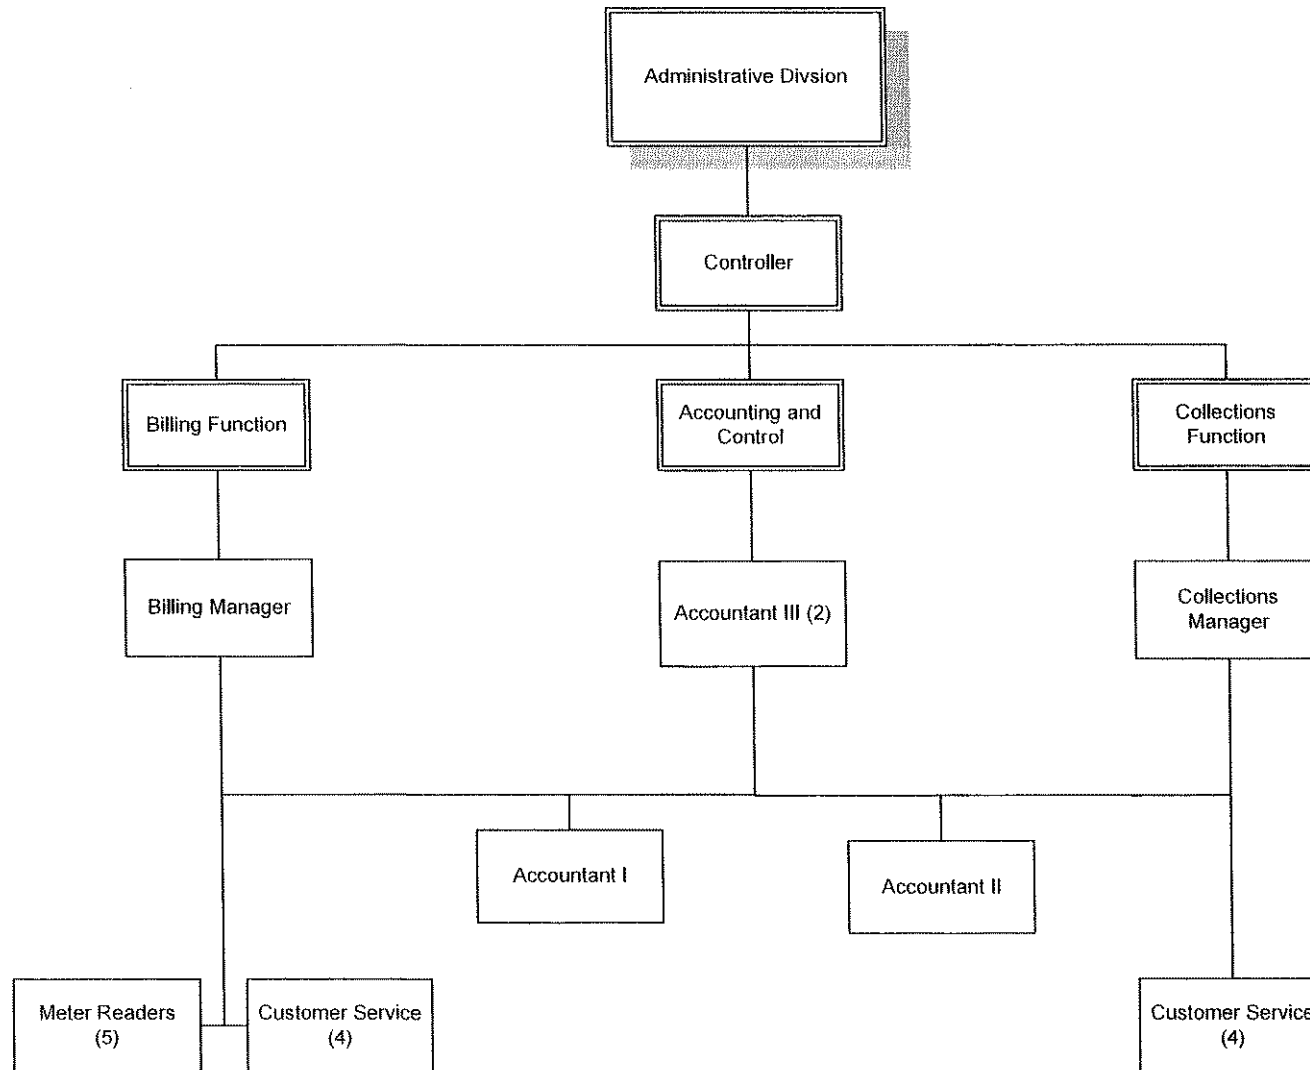 Administrative Divsion
Controller
Billing Function
Accounting and
Control
Collections
Function
Billing Manager
Accountant III (2)
Collections
Manager
Accountant I
Accountant II
Meter Readers
(5)
Customer Service
(4)
Customer Service
(4)